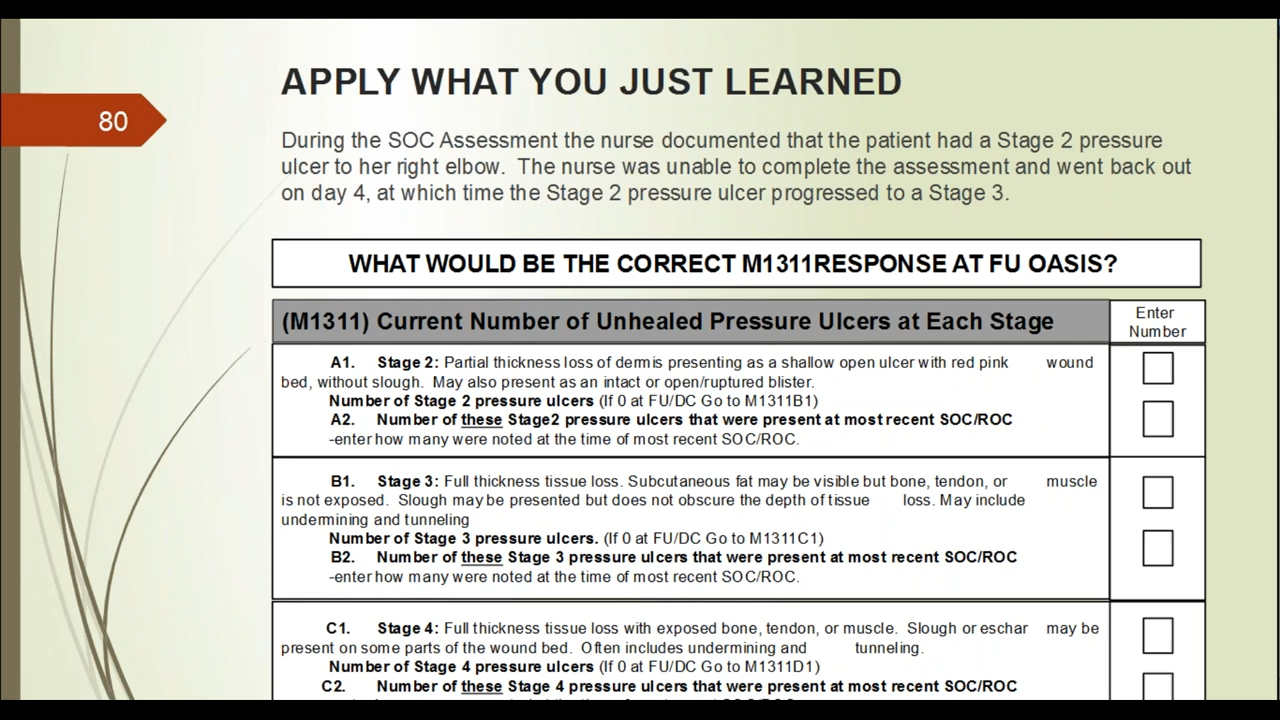 APPLY WHAT YOU JUST LEARNED
80
During the SOC Assessment the nurse documented that the patient had a Stage 2 pressure
ulcer to her right elbow. The nurse was unable to complete the assessment and went back out
on day 4, at which time the Stage 2 pressure ulcer progressed to a Stage 3.
WHAT WOULD BE THE CORRECT M1311RESPONSE AT FU OASIS?
(M1311) Current Number of Unhealed Pressure Ulcers at Each Stage
Enter
Number
A1. Stage 2: Partial thickness loss of dermis presenting as a shallow open ulcer with red pink wound
bed, without slough. May also present as an intact or open/ruptured blister.
Number of Stage 2 pressure ulcers (If 0 at FU/DC Go to M1311B1)
A2. Number of these Stage2 pressure ulcers that were present at most recent SOC/ROC
-enter how many were noted at the time of most recent SOC/ROC.
B1. Stage 3: Full thickness tissue loss. Subcutaneous fat may be visible but bone, tendon, or muscle
is not exposed. Slough may be presented but does not obscure the depth of tissue loss. May include
undermining and tunneling
Number of Stage 3 pressure ulcers. (If 0 at FU/DC Go to M1311C1)
B2. Number of these Stage 3 pressure ulcers that were present at most recent SOC/ROC
-enter how many were noted at the time of most recent SOC/ROC.
C1. Stage 4: Full thickness tissue loss with exposed bone, tendon, or muscle. Slough or eschar may be
present on some parts of the wound bed. Often includes undermining and tunneling.
Number of Stage 4 pressure ulcers (If 0 at FU/DC Go to M1311D1)
C2. Number of these Stage 4 pressure ulcers that were present at most recent SOC/ROC